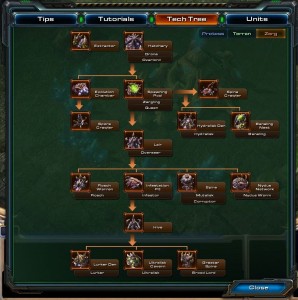 Tips
Tutorials
Tech Tree
Units
Protoss
Terran
Zerg
Extractor
Hatchery
Drone
Overlord
Evolution
Chamber
Spawning
Pool
Zergling
Queen
Spine
Crawler
Spore
Crawler
Hydralisk Den
Hydralisk
Baneling
Nest
Baneling
Lair
Overseer
Roach
Warren
Roach
Infestation
Pit
Infestor
Spire
Mutalisk
Corruptor
Nydus
Network
Nydus Worm
Hive
Lurker Den
Lurker
Ultralisk
Cavern
Ultralisk
Greater
Spire
Brood Lord
Close